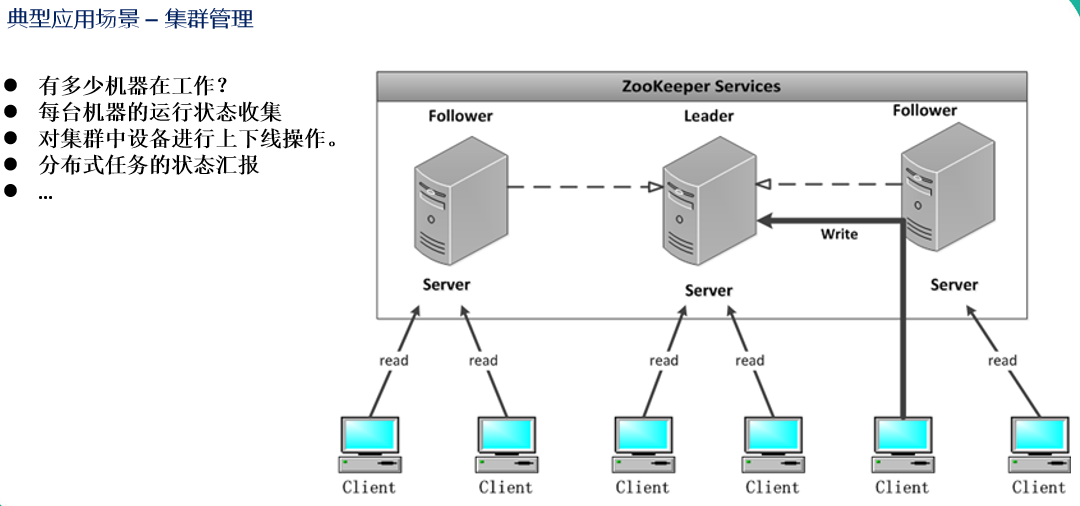 典型应用场景 – 集群管理
● 有多少机器在工作?
● 每台机器的运行状态收集
● 对集群中设备进行上下线操作。
● 分布式任务的状态汇报
● ...
ZooKeeper Services
Follower
Leader
Follower
Write
Server
Server
Server
read
read
read
read
read
Client
Client
Client
Client
Client
Client